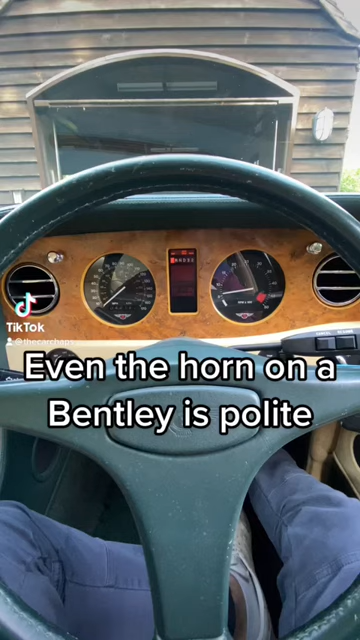 TikTok
@thecarchaps
Even the horn on a
Bentley is polite